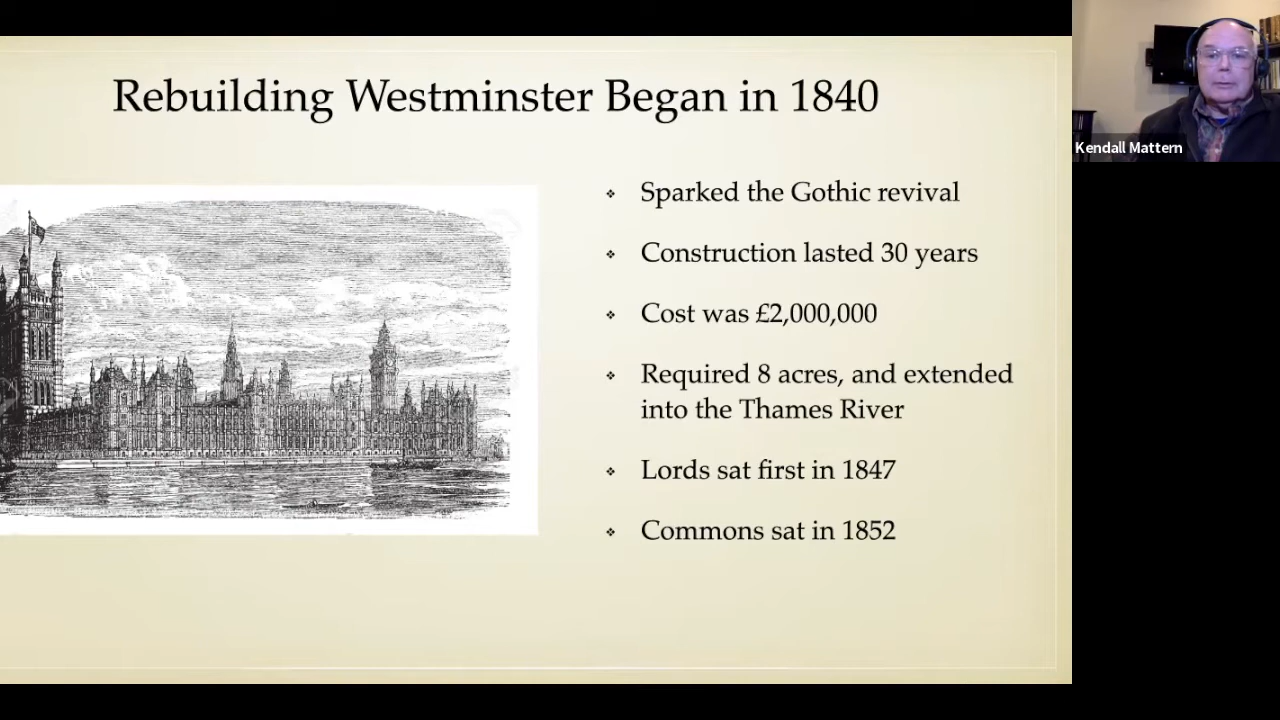 Rebuilding Westminster Began in 1840
Sparked the Gothic revival
Construction lasted 30 years
Cost was £2,000,000
Required 8 acres, and extended
into the Thames River
Lords sat first in 1847
Commons sat in 1852
Kendall Mattern